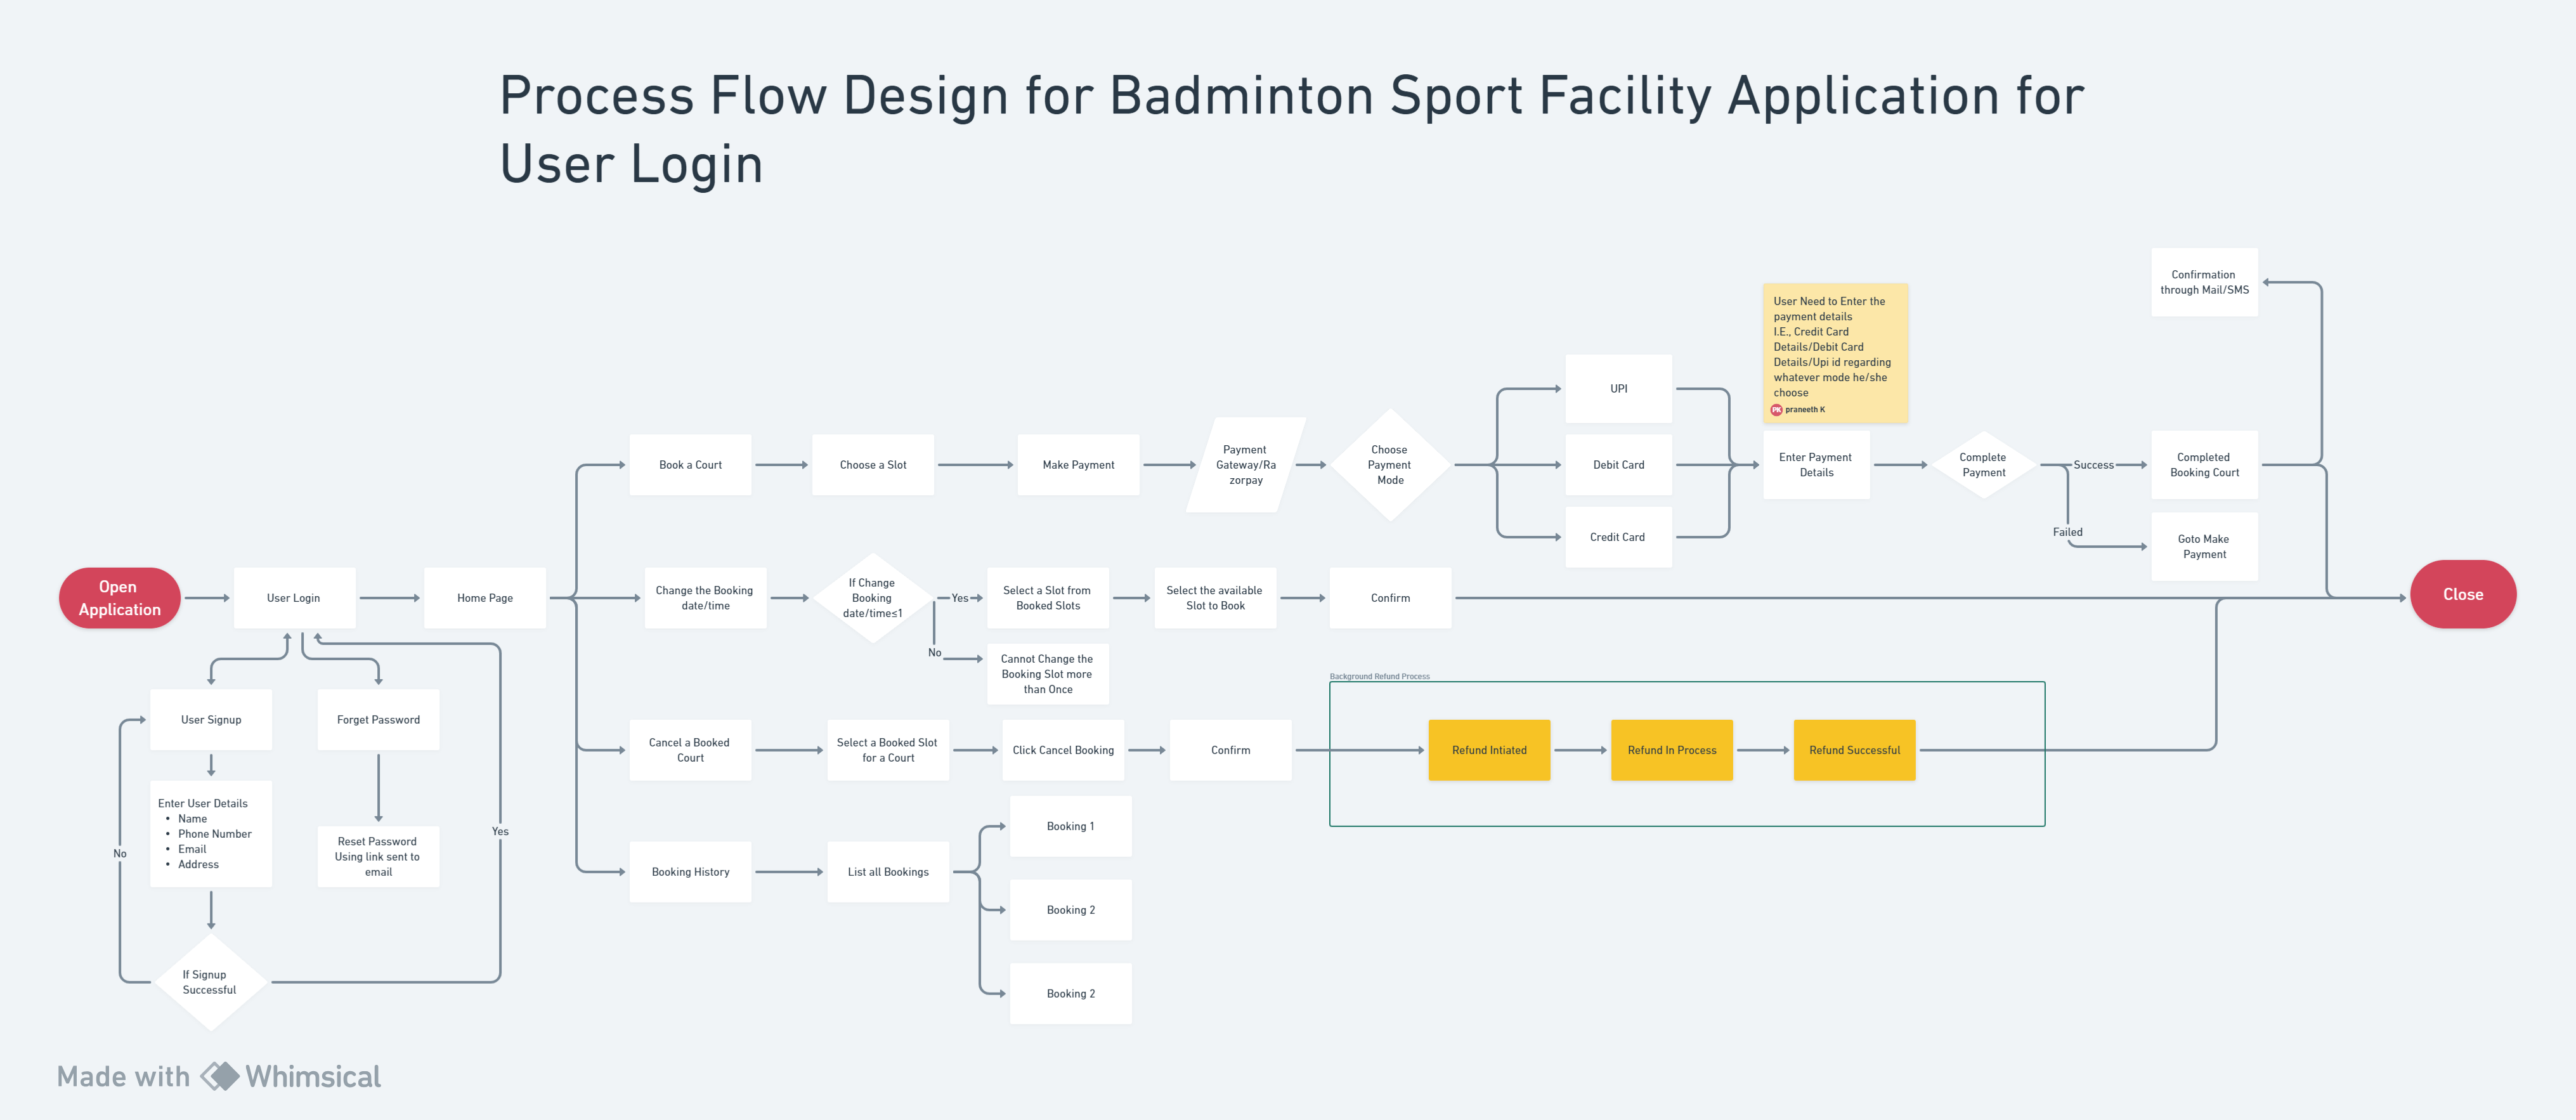 Process Flow Design for Badminton Sport Facility Application for
User Login
Confirmation
through Mail/SMS
User Need to Enter the
payment details
I.E., Credit Card
Details/Debit Card
Details/Upi id regarding
whatever mode he/she
choose
PK praneeth K
Book a Court
Choose a Slot
Make Payment
Payment
Gateway/Ra
zorpay
Choose
Payment
Mode
UPI
Debit Card
Credit Card
Enter Payment
Details
Complete
Payment
Success
Completed
Booking Court
Failed
Goto Make
Payment
Open
Application
User Login
Home Page
Change the Booking
date/time
If Change
Booking
date/time≤1
Yes
Select a Slot from
Booked Slots
Select the available
Slot to Book
Confirm
Close
No
Cannot Change the
Booking Slot more
than Once
User Signup
Forget Password
Cancel a Booked
Court
Select a Booked Slot
for a Court
Click Cancel Booking
Confirm
Background Refund Process
Refund Intiated
Refund In Process
Refund Successful
Enter User Details
• Name
• Phone Number
• Email
• Address
No
Reset Password
Using link sent to
email
Yes
Booking History
List all Bookings
Booking 1
Booking 2
Booking 2
If Signup
Successful
Made with Whimsical